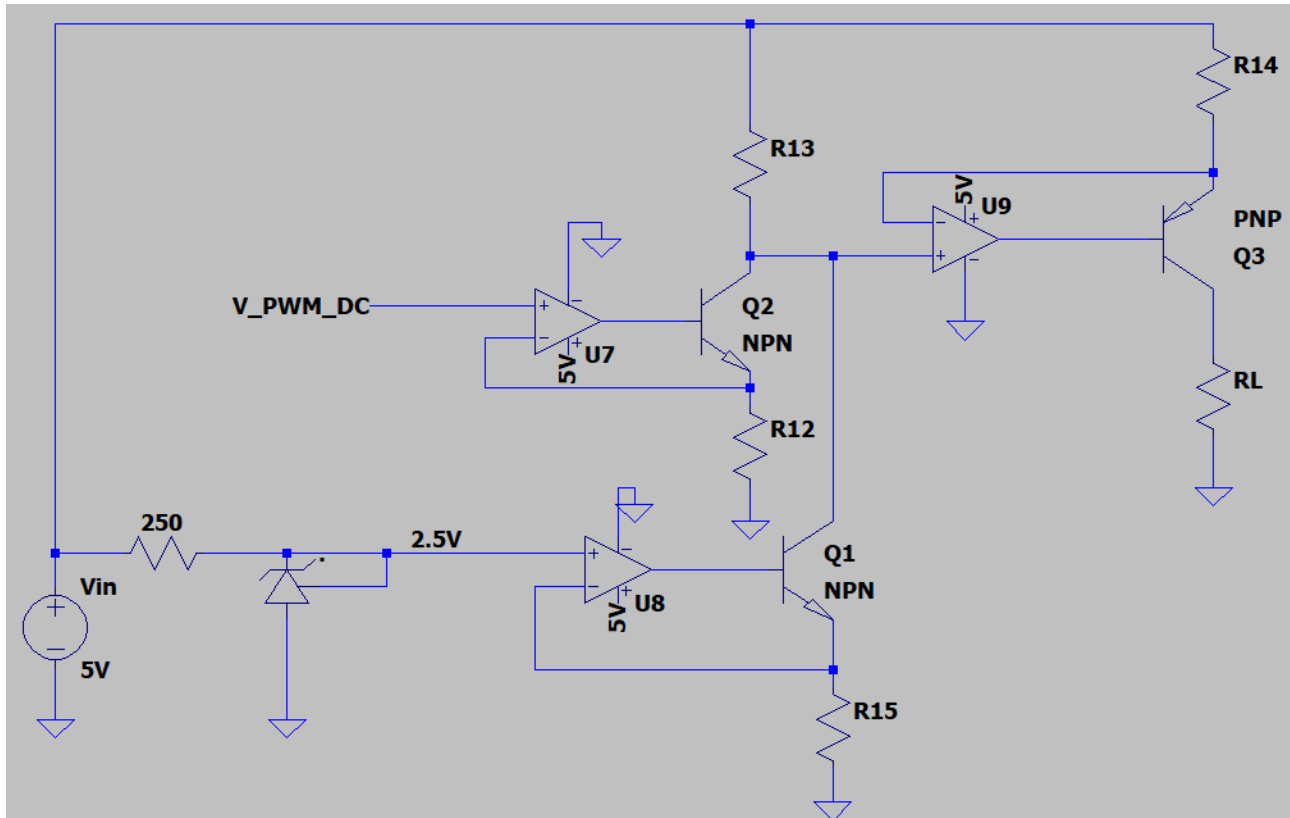 R14
R13
5V
U9
PNP
Q3
V_PWM_DC
Q2
NPN
U7
5V
RL
R12
250
2.5V
Q1
NPN
Vin
U8
5V
5V
R15